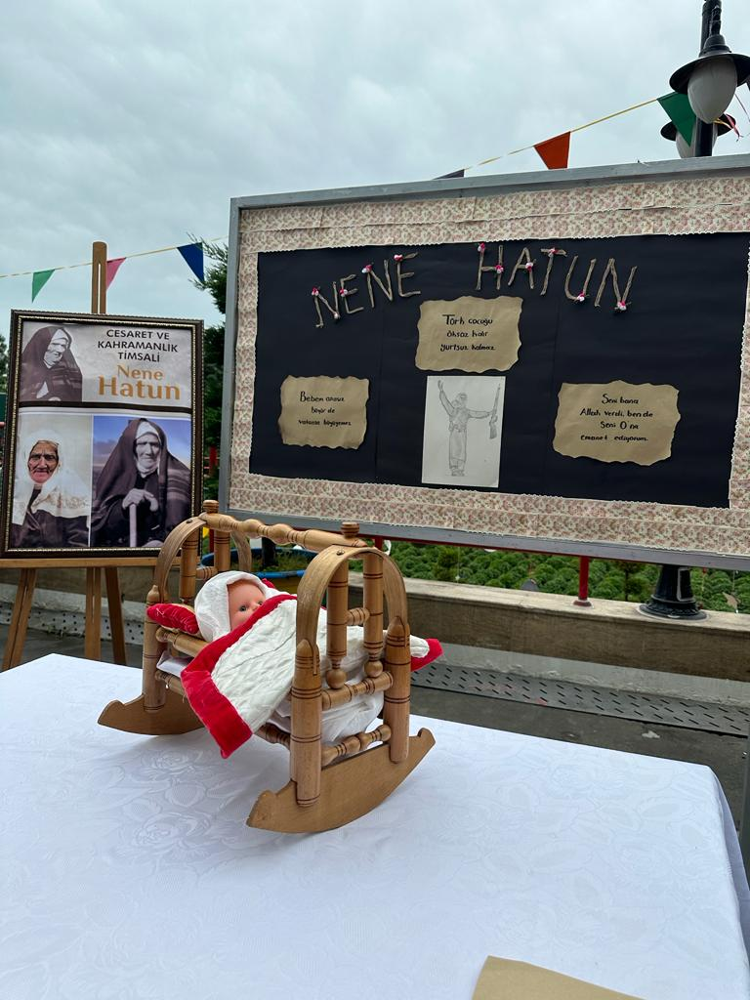 CESARET VE
KAHRAMANLIK
TİMSALİ
Nene
Hatun
NENE HATUN
Türk çocuğu
öksüz kalır
yurtsuz kalmaz
Bebem anasız
büyür de
vatansız büyüyemez
Seni bana
Allah verdi, ben de
Seni O'na
emanet ediyorum.